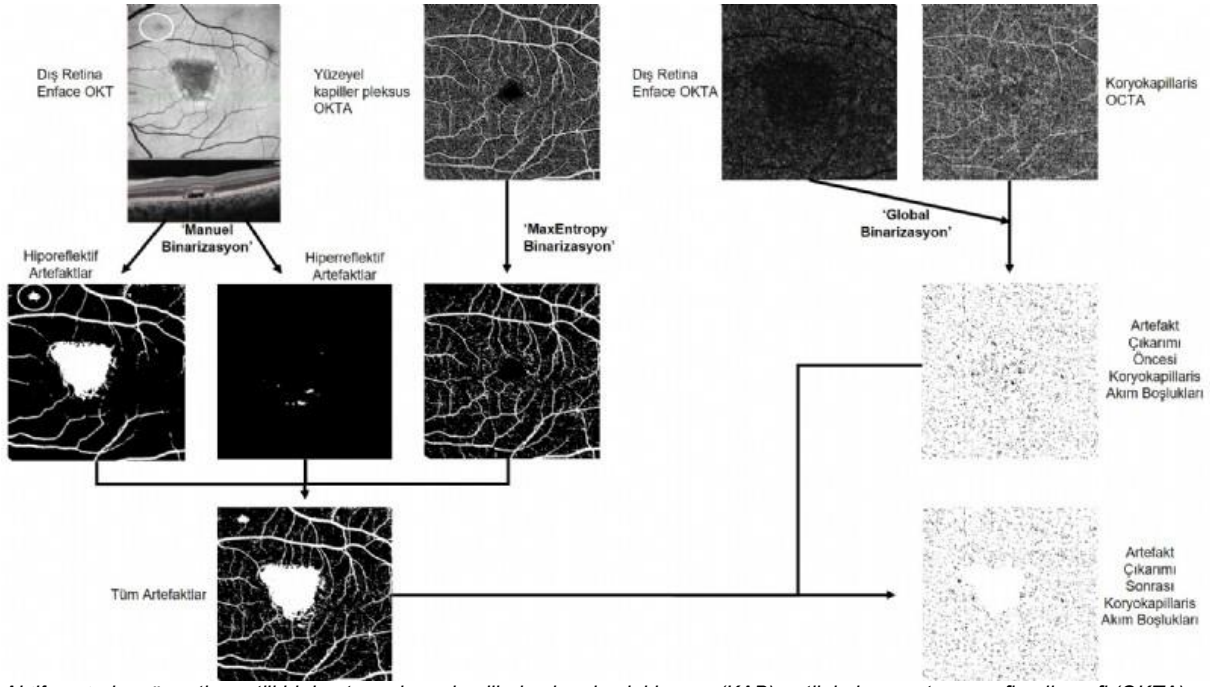 Dış Retina
Enface OKT
Yüzeyel
kapiller pleksus
OKTA
Dış Retina
Enface OKTA
Koryokapillaris
OCTA
'Manuel
Binarizasyon'
'MaxEntropy
Binarizasyon'
'Global
Binarizasyon'
Hiporeflektif
Artefaktlar
Hiperreflektif
Artefaktlar
Artefakt
Çıkarımı
Öncesi
Koryokapillaris
Akım Boşlukları
Tüm Artefaktlar
Artefakt
Çıkarımı
Sonrası
Koryokapillaris
Akım Boşlukları
(KAB) (OKTA)